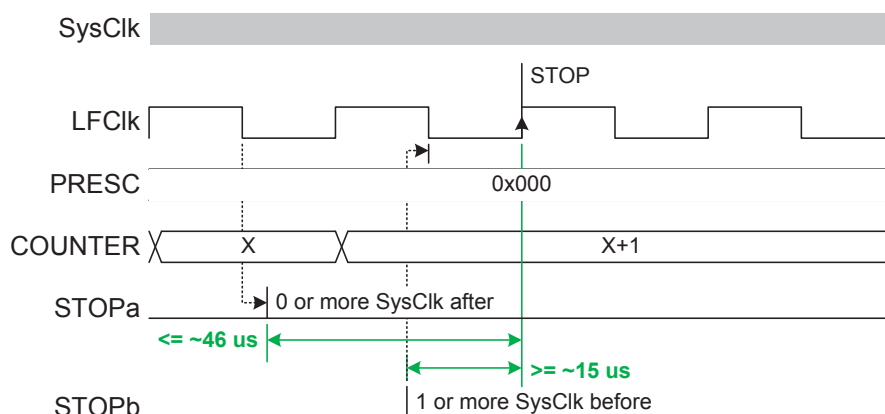 SysClk
STOP
LFClk
PRESC
0x000
COUNTER
X
X+1
STOPa
0 or more SysClk after
<= ~46 us
>= ~15 us
STOPb
1 or more SysClk before